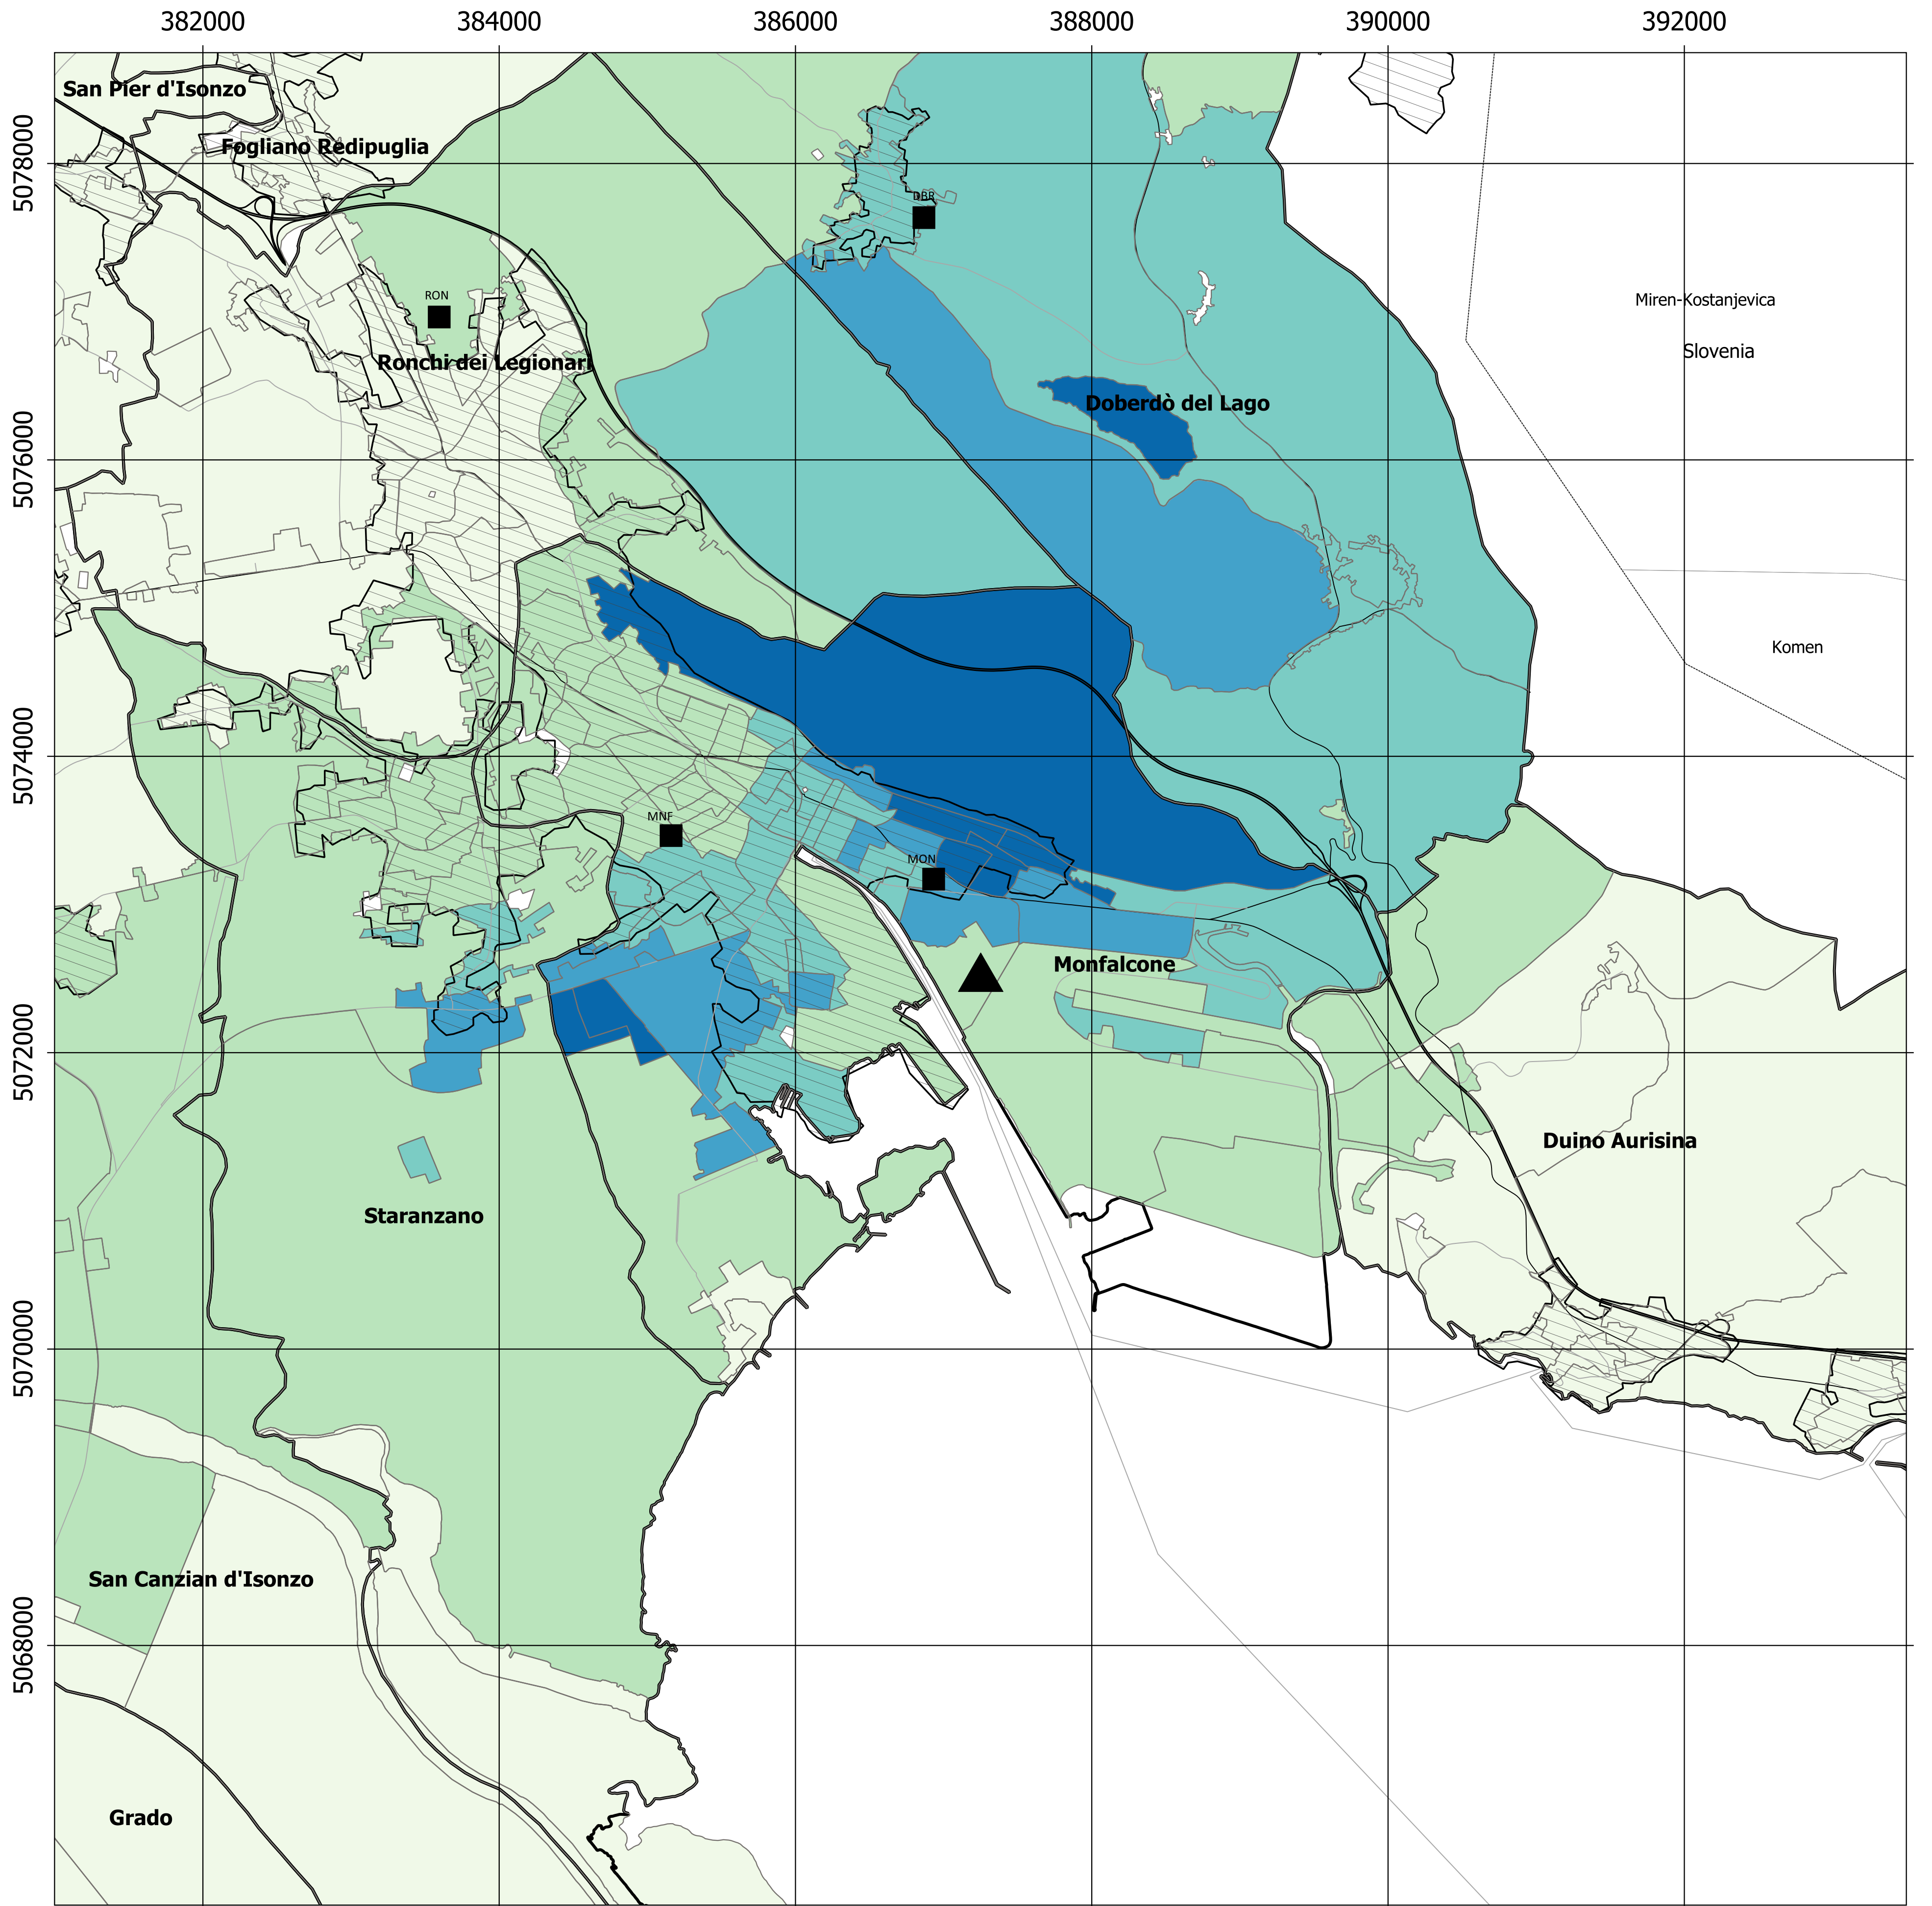 382000 384000 386000 388000 390000 392000
San Pier d'Isonzo
Fogliano Redipuglia
5078000
DBR
RON
Miren-Kostanjevica
Slovenia
Ronchi dei Legionari
Doberdò del Lago
5076000
Komen
5074000
MNF
MON
Monfalcone
5072000
Duino Aurisina
Staranzano
5070000
San Canzian d'Isonzo
5068000
Grado